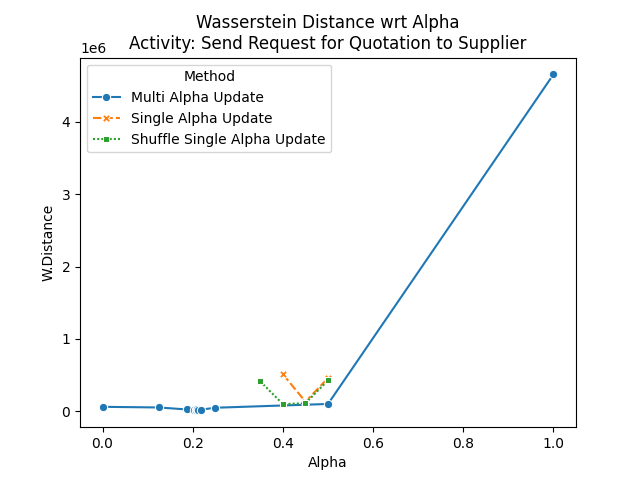 Wasserstein Distance wrt Alpha
Activity: Send Request for Quotation to Supplier
1e6
Method
Multi Alpha Update
Single Alpha Update
Shuffle Single Alpha Update
4
3
2
1
0
W.Distance
0.0 0.2 0.4 0.6 0.8 1.0
Alpha